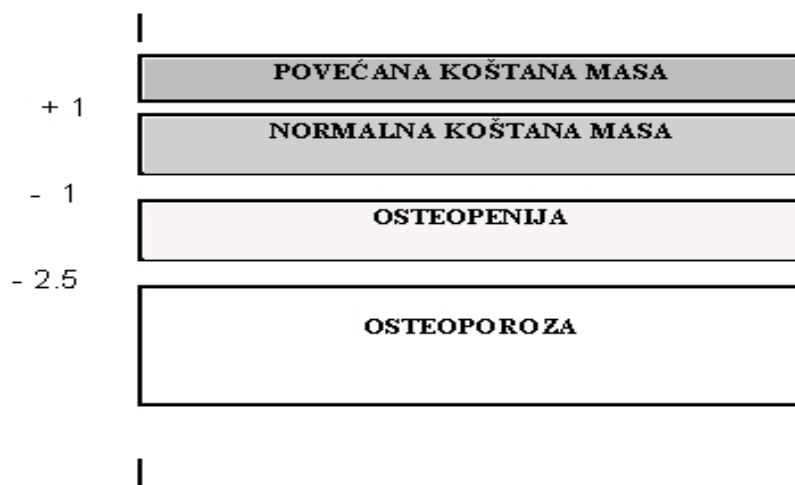 POVEĆANA KOŠTANA MASA
+ 1
NORMALNA KOŠTANA MASA
- 1
OSTEOPENIJA
- 2.5
OSTEOPOROZA